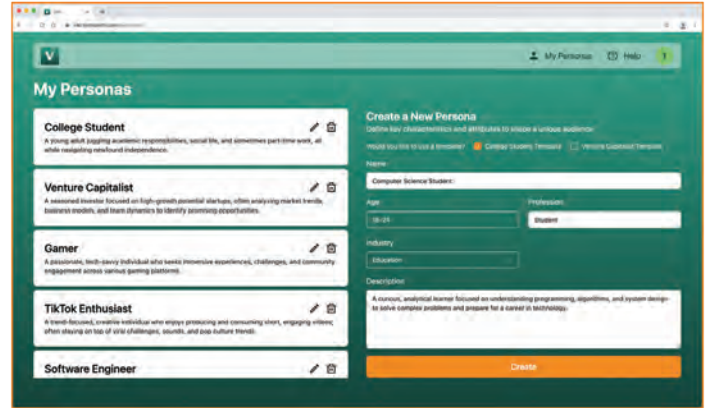 V
My Personas
Help
My Personas
College Student
A young adult juggling academic responsibilities, social life, and sometimes part-time work, all
while navigating newfound independence.
Venture Capitalist
A seasoned investor focused on high-growth potential startups, often analyzing market trends,
business models, and team dynamics to identify promising opportunities.
Gamer
A passionate, tech-savvy individual who seeks immersive experiences, challenges, and community
engagement across various gaming platforms.
TikTok Enthusiast
A trend-focused, creative individual who enjoys producing and consuming short, engaging videos,
often staying on top of viral challenges, sounds, and pop culture trends.
Software Engineer
Create a New Persona
Define key characteristics and attributes to shape a unique audience.
Would you like to use a template? College Student Template Venture Capitalist Template
Name
Computer Science Student
Age Profession
18-25 Student
Industry
Education
Description
A curious, analytical learner focused on understanding programming, algorithms, and system design
to solve complex problems and prepare for a career in technology.
Create